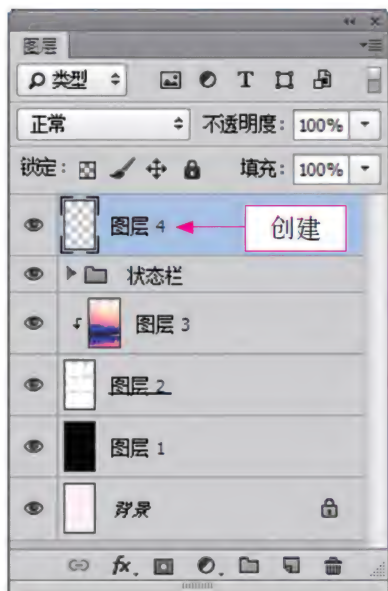 图层
类型
T
正常 不透明度: 100%
锁定: 填充: 100%
图层 4 创建
状态栏
图层 3
图层 2
图层 1
背景
fx.